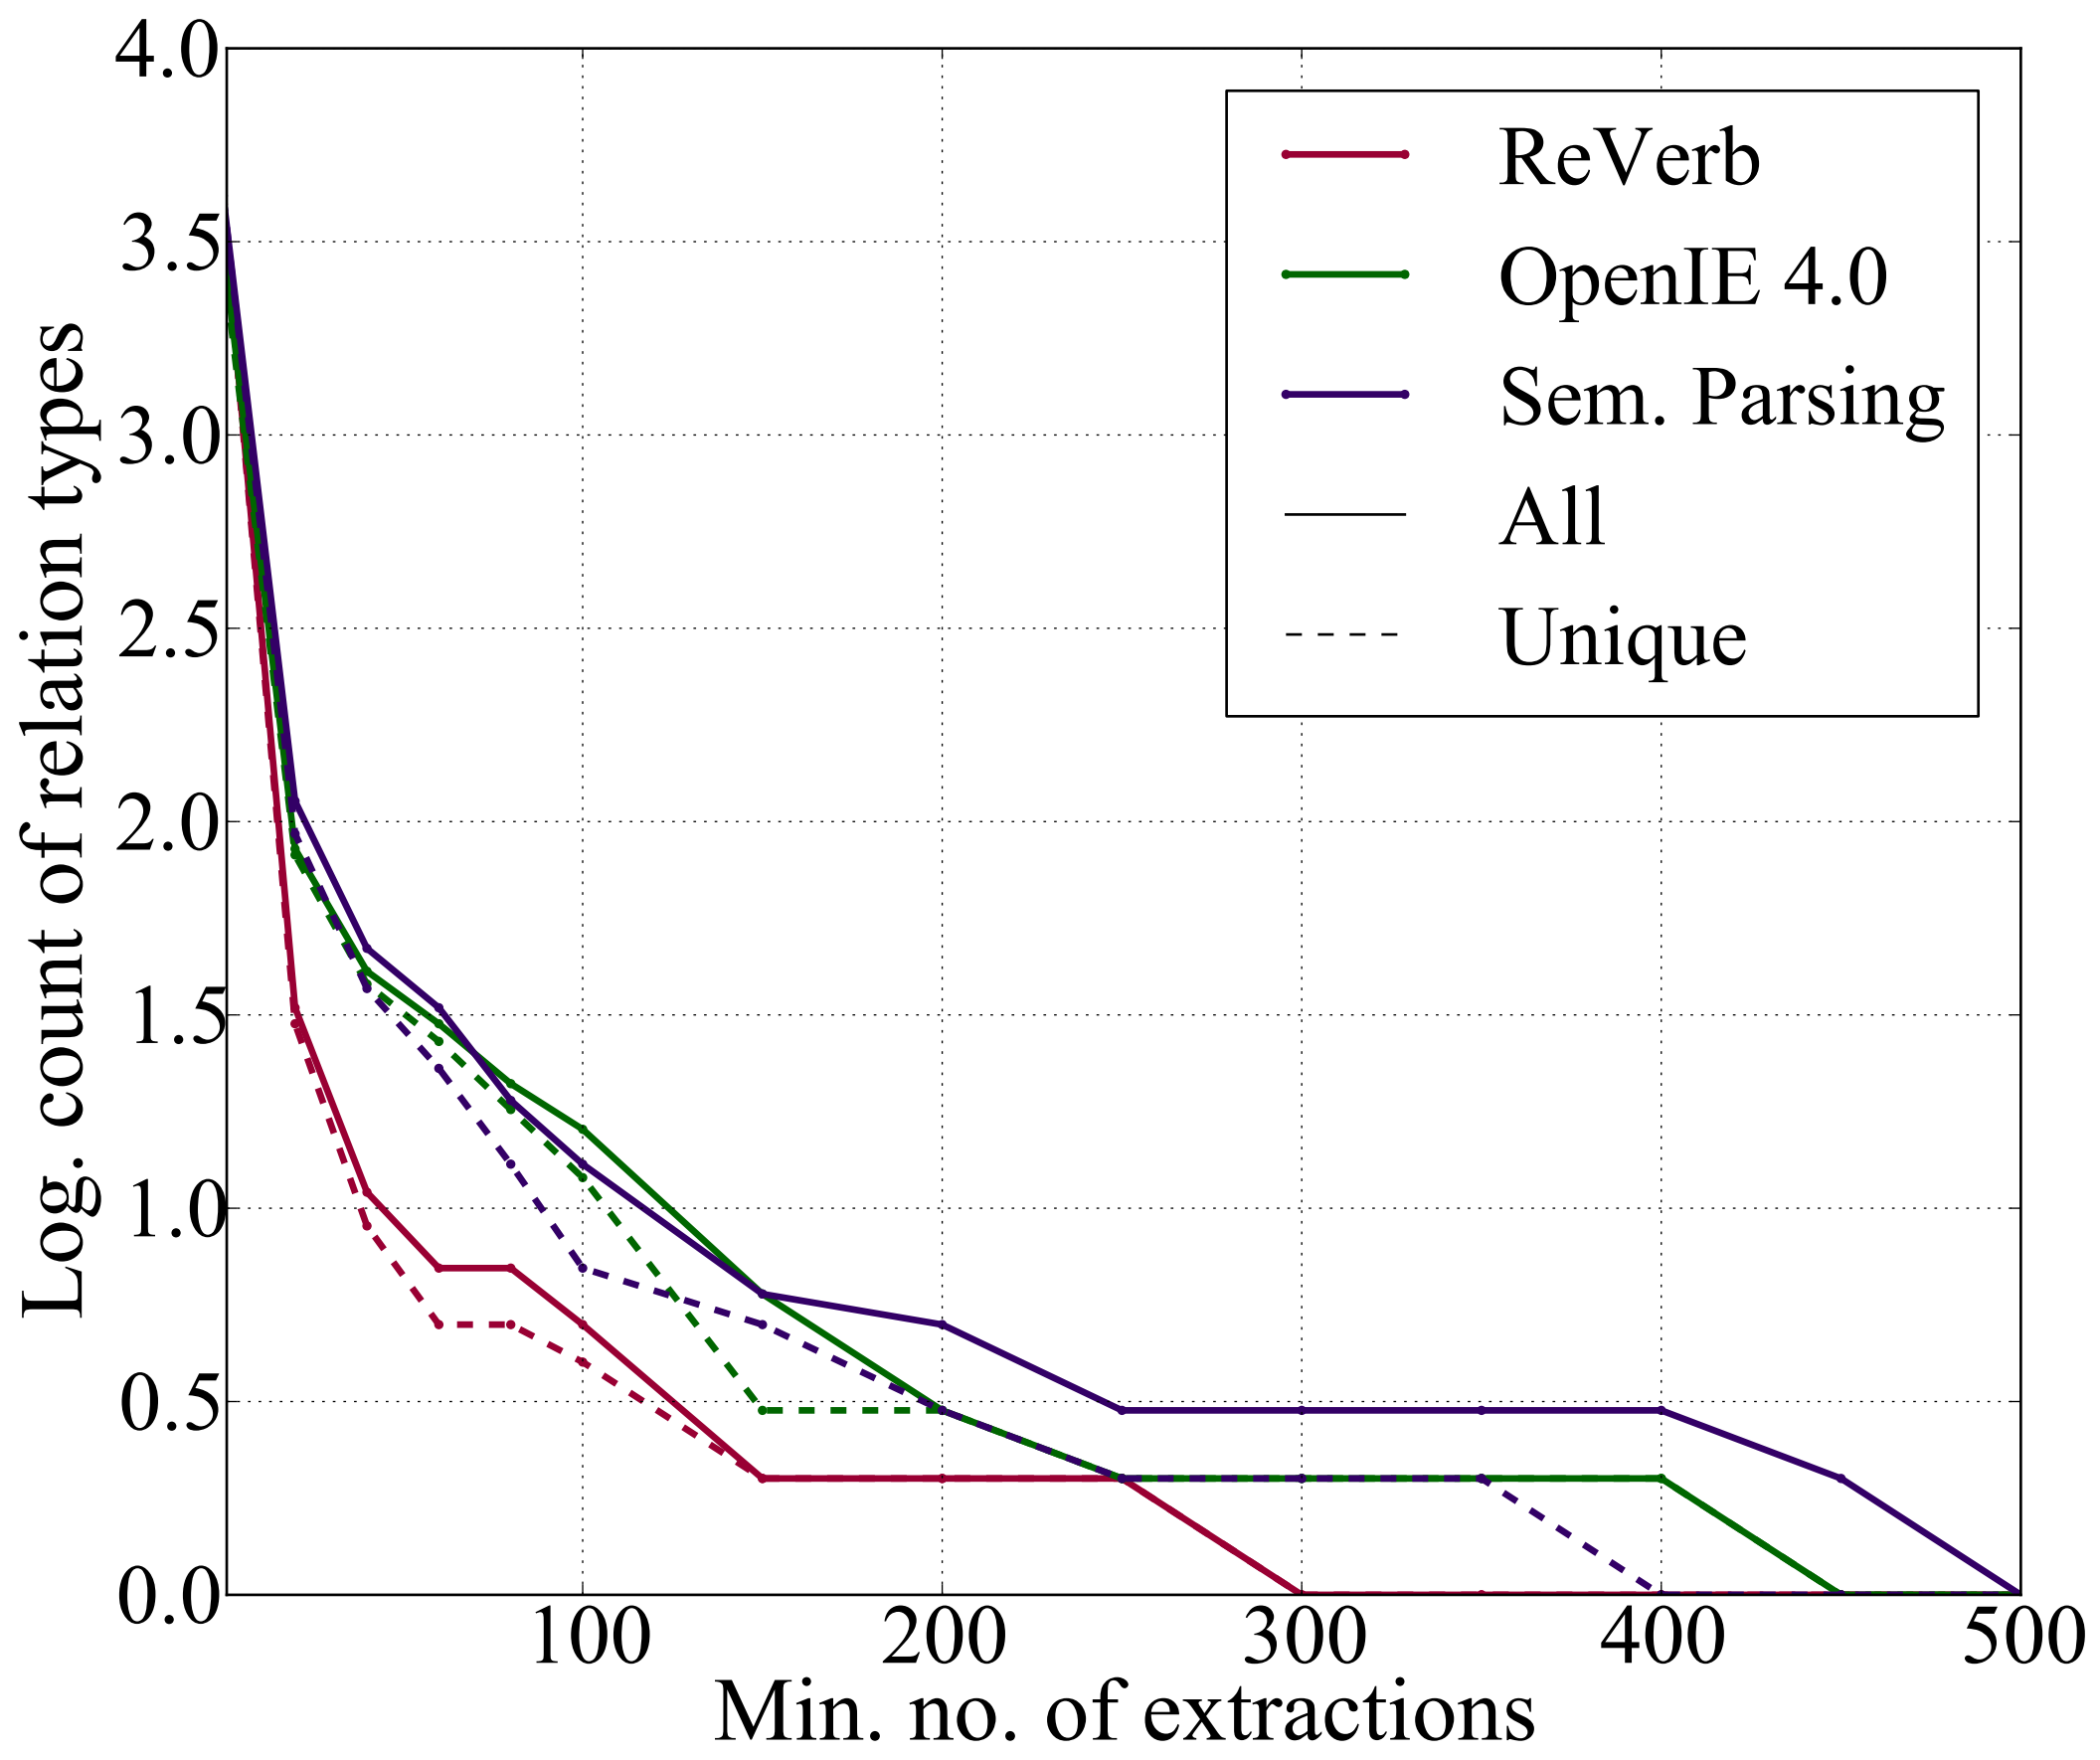 4.0
3.5
3.0
2.5
2.0
1.5
1.0
0.5
0.0
Log. count of relation types
ReVerb
OpenIE 4.0
Sem. Parsing
All
Unique
100 200 300 400 500
Min. no. of extractions